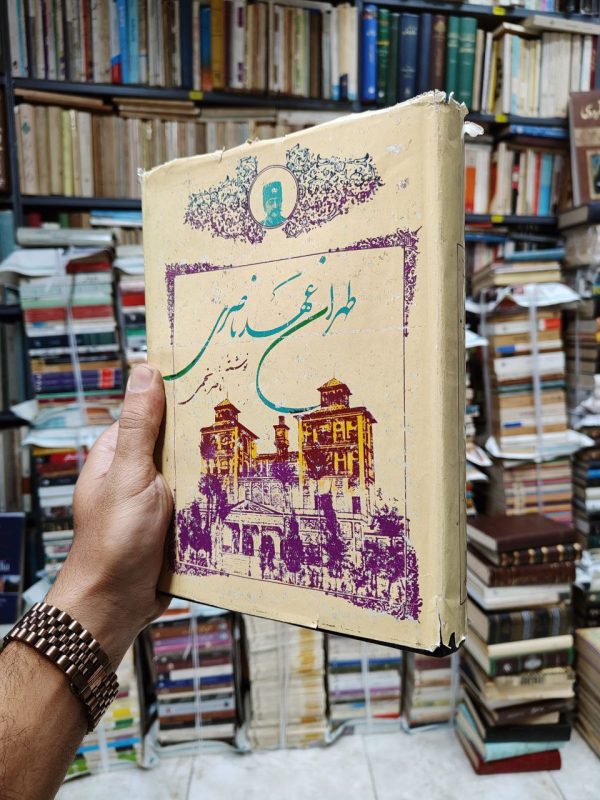 طهران عهد ناصری
نوشته: ناصر نجمی